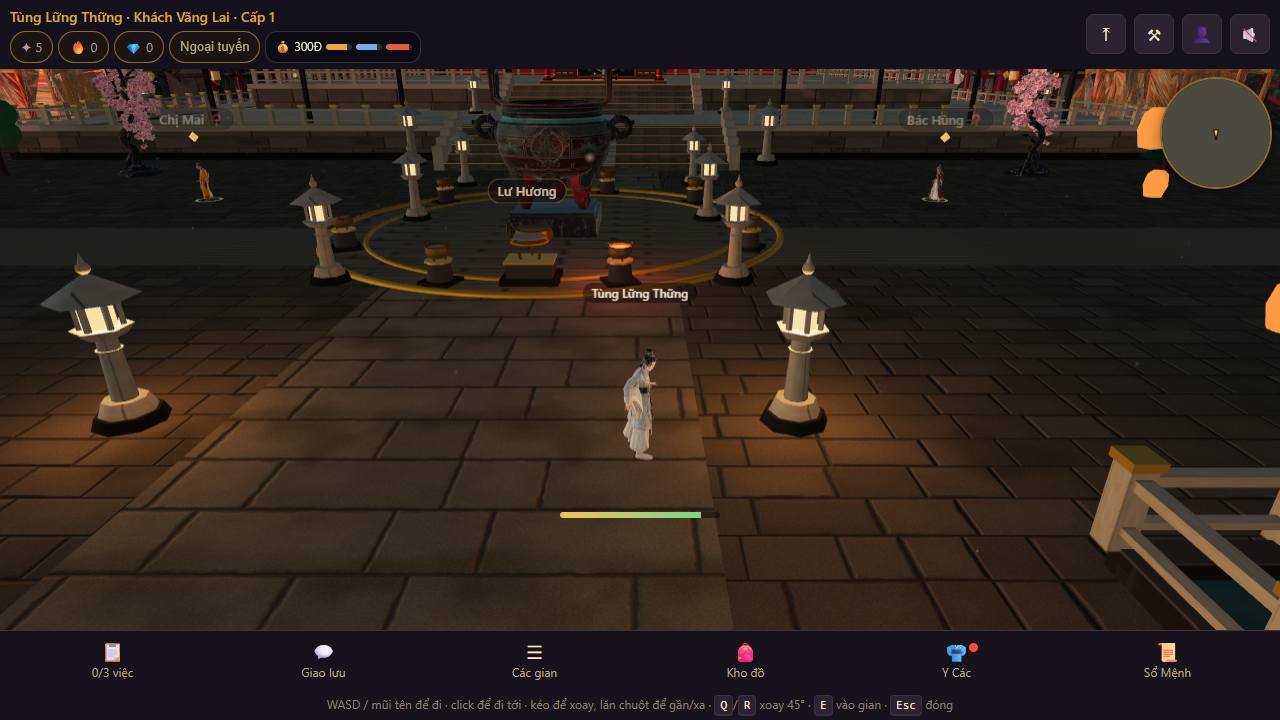 Tùng Lững Thững · Khách Vãng Lai · Cấp 1
5
0
0
Ngoại tuyến
300Đ
Chị Mai
Bác Hùng
Lư Hương
Tùng Lững Thững
0/3 việc
Giao lưu
Các gian
Kho đồ
Y Các
Sổ Mệnh
WASD / mũi tên để đi · click để đi tới · kéo để xoay, lăn chuột để gần/xa · Q / R xoay 45° · E vào gian · Esc đóng